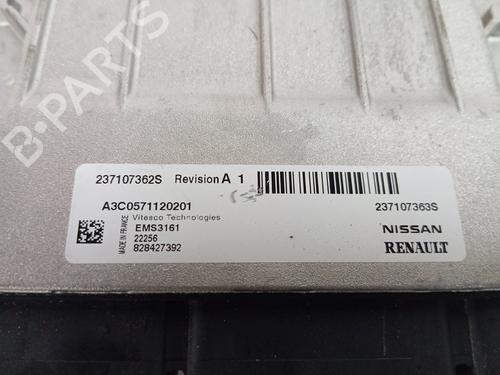 237107362S Revision A 1
A3C0571120201 237107363S
Vitesco Technologies
EMS3161 NISSAN
22256 RENAULT
828427392
MADE IN FRANCE
B-PARTS